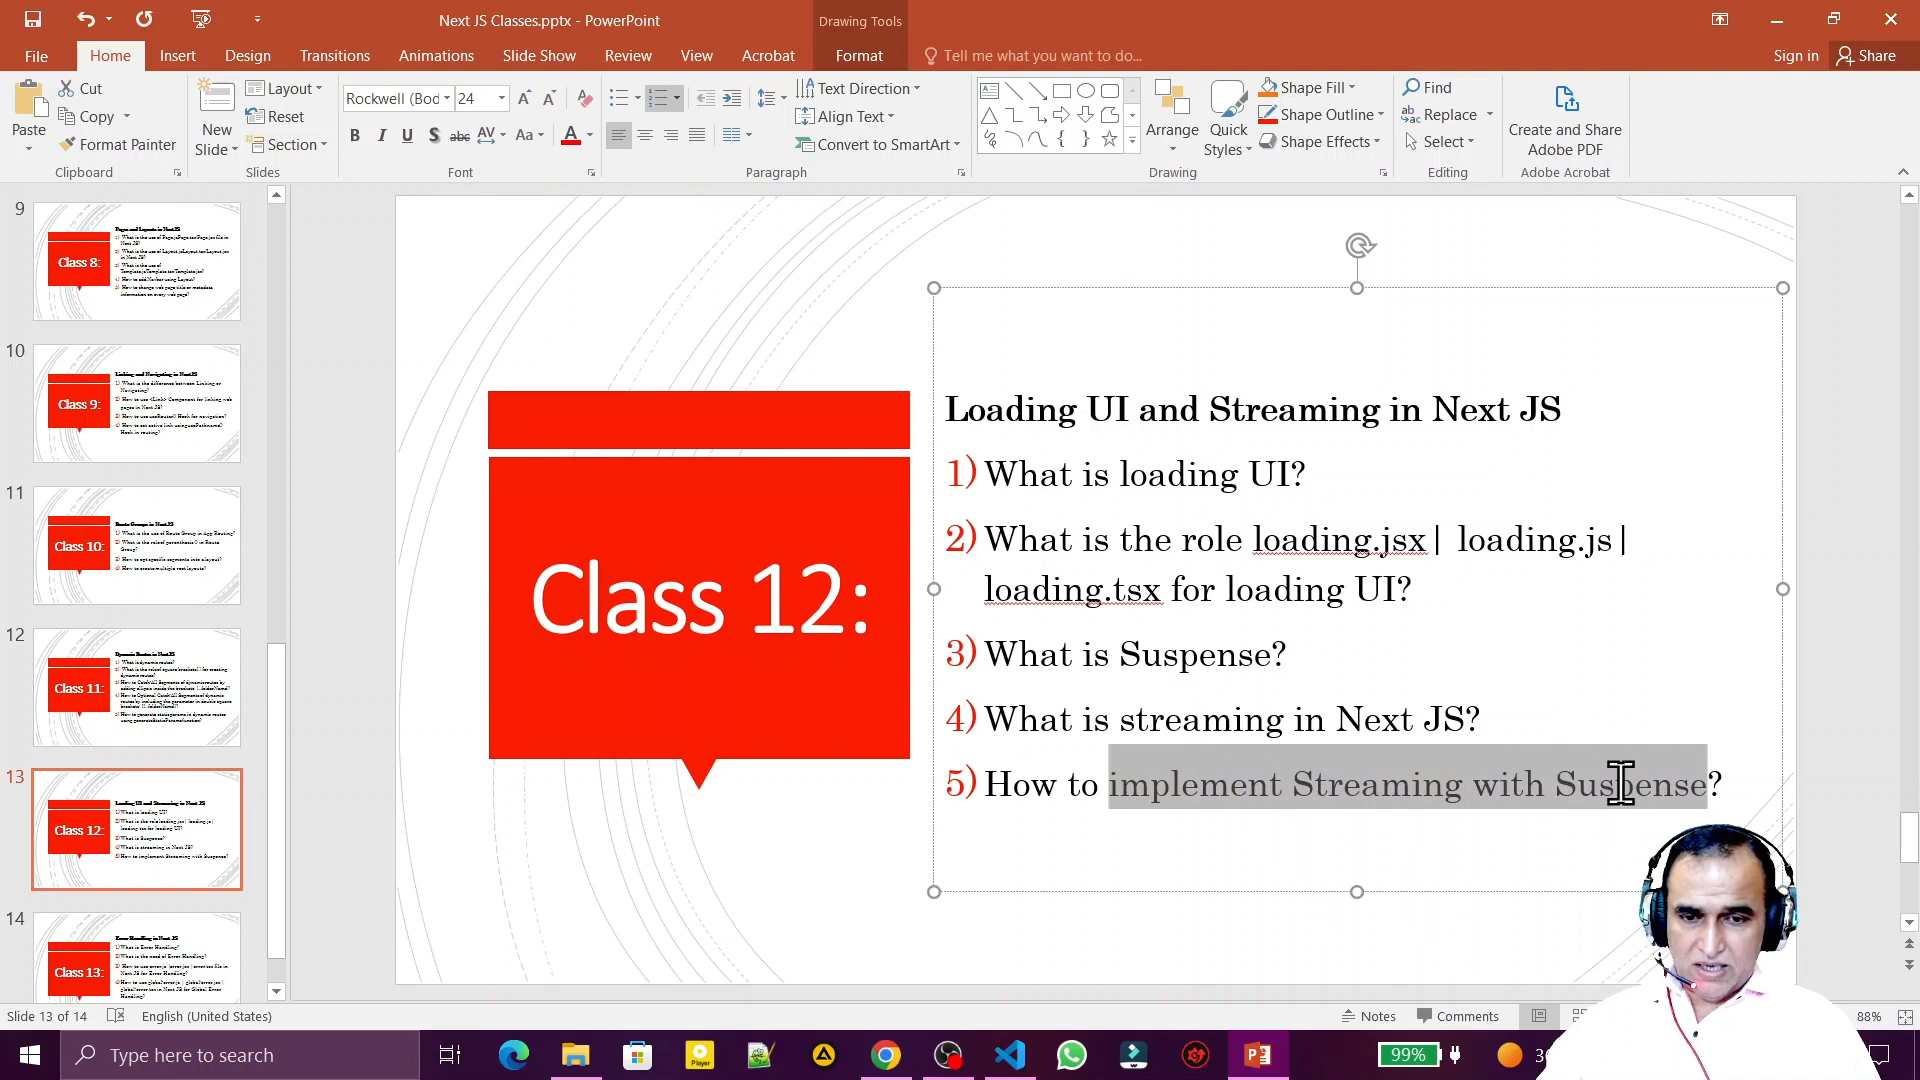 Next JS Classes.pptx - PowerPoint
Drawing Tools
File
Home
Insert
Design
Transitions
Animations
Slide Show
Review
View
Acrobat
Format
Tell me what you want to do...
Sign in
Share
Paste
Cut
Copy
Format Painter
Clipboard
New
Slide
Layout
Reset
Section
Slides
Rockwell (Bod
24
Font
Paragraph
Text Direction
Align Text
Convert to SmartArt
Arrange
Quick
Styles
Shape Fill
Shape Outline
Shape Effects
Drawing
Find
Replace
Select
Editing
Create and Share
Adobe PDF
Adobe Acrobat
9
Class 8:
10
Class 9:
11
Class 10:
12
Class 11:
13
Class 12:
14
Class 13:
Class 12:
Loading UI and Streaming in Next JS
1) What is loading UI?
2) What is the role loading.jsx| loading.js|
loading.tsx for loading UI?
3) What is Suspense?
4) What is streaming in Next JS?
5) How to implement Streaming with Suspense?
Slide 13 of 14
English (United States)
Notes
Comments
88%
Type here to search
99%